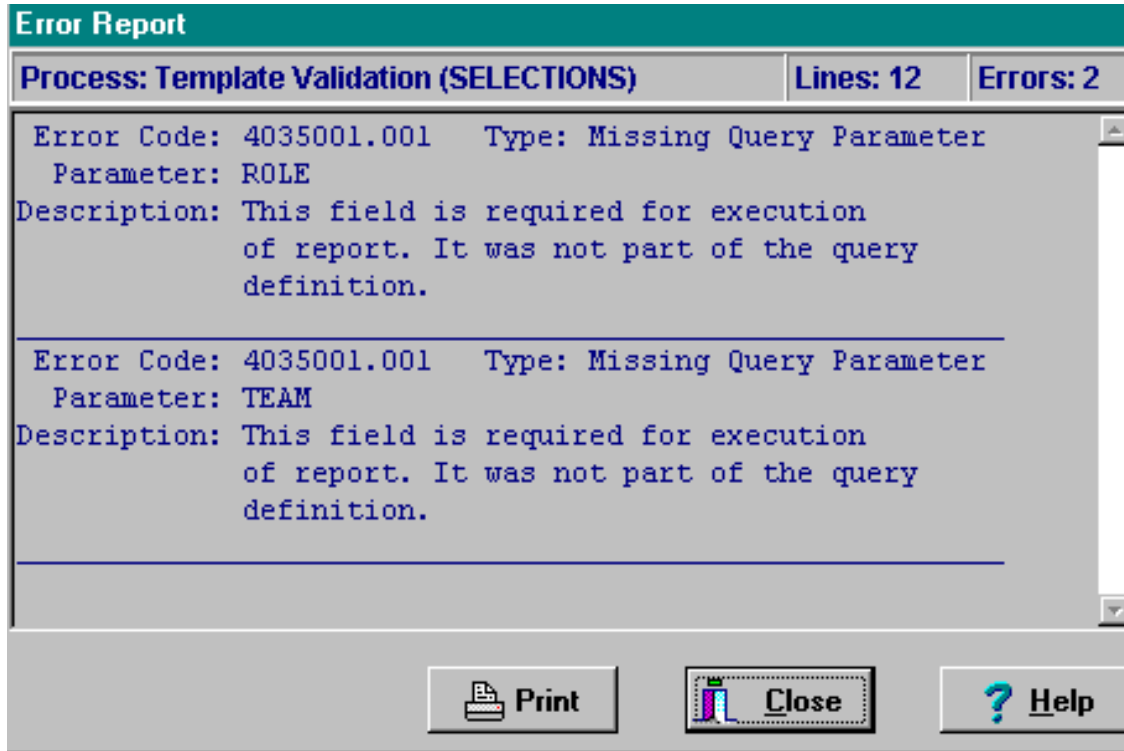 Error Report
Process: Template Validation (SELECTIONS) Lines: 12 Errors: 2
Error Code: 4035001.001 Type: Missing Query Parameter
Parameter: ROLE
Description: This field is required for execution
of report. It was not part of the query
definition.
Error Code: 4035001.001 Type: Missing Query Parameter
Parameter: TEAM
Description: This field is required for execution
of report. It was not part of the query
definition.
Print Close Help